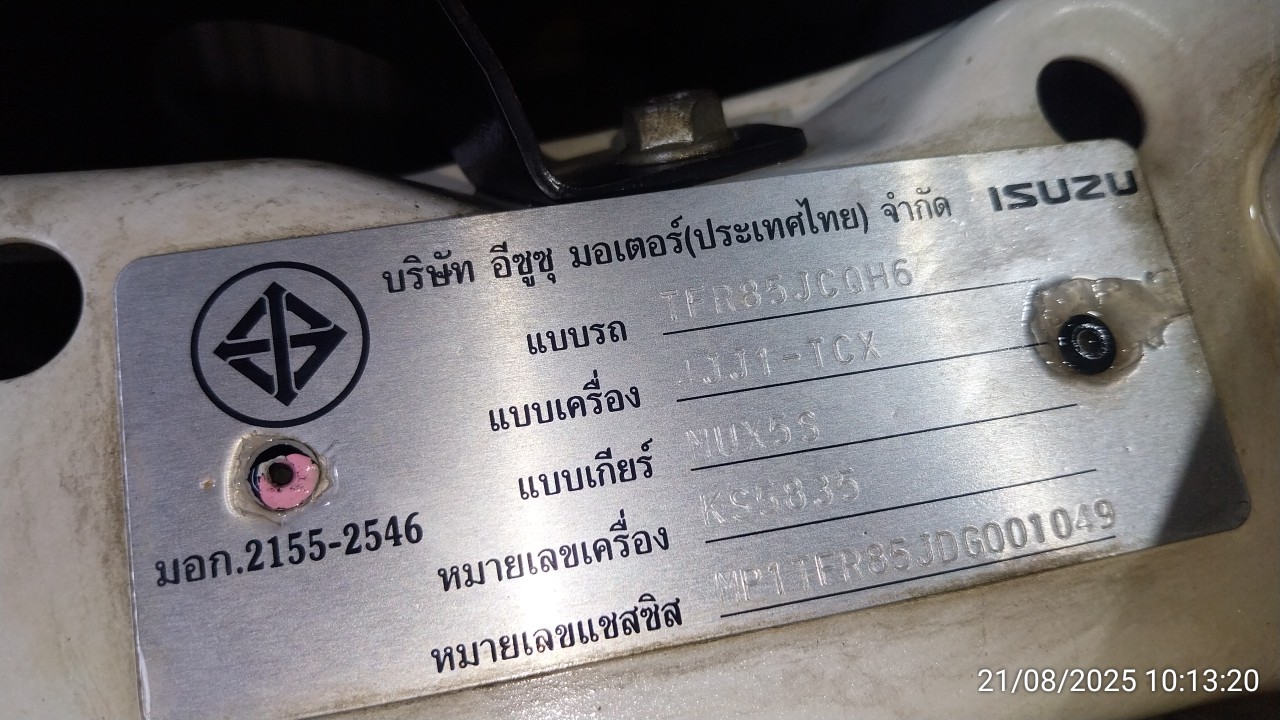 บริษัท อีซูซุ มอเตอร์(ประเทศไทย) จำกัด ISUZU
แบบรถ TFR85JCQH6
แบบเครื่อง JJJ1-TCX
แบบเกียร์ MUX5S
หมายเลขเครื่อง KS5835
หมายเลขแชสซิส MP1TFR85JDG001049
มอก.2155-2546
21/08/2025 10:13:20